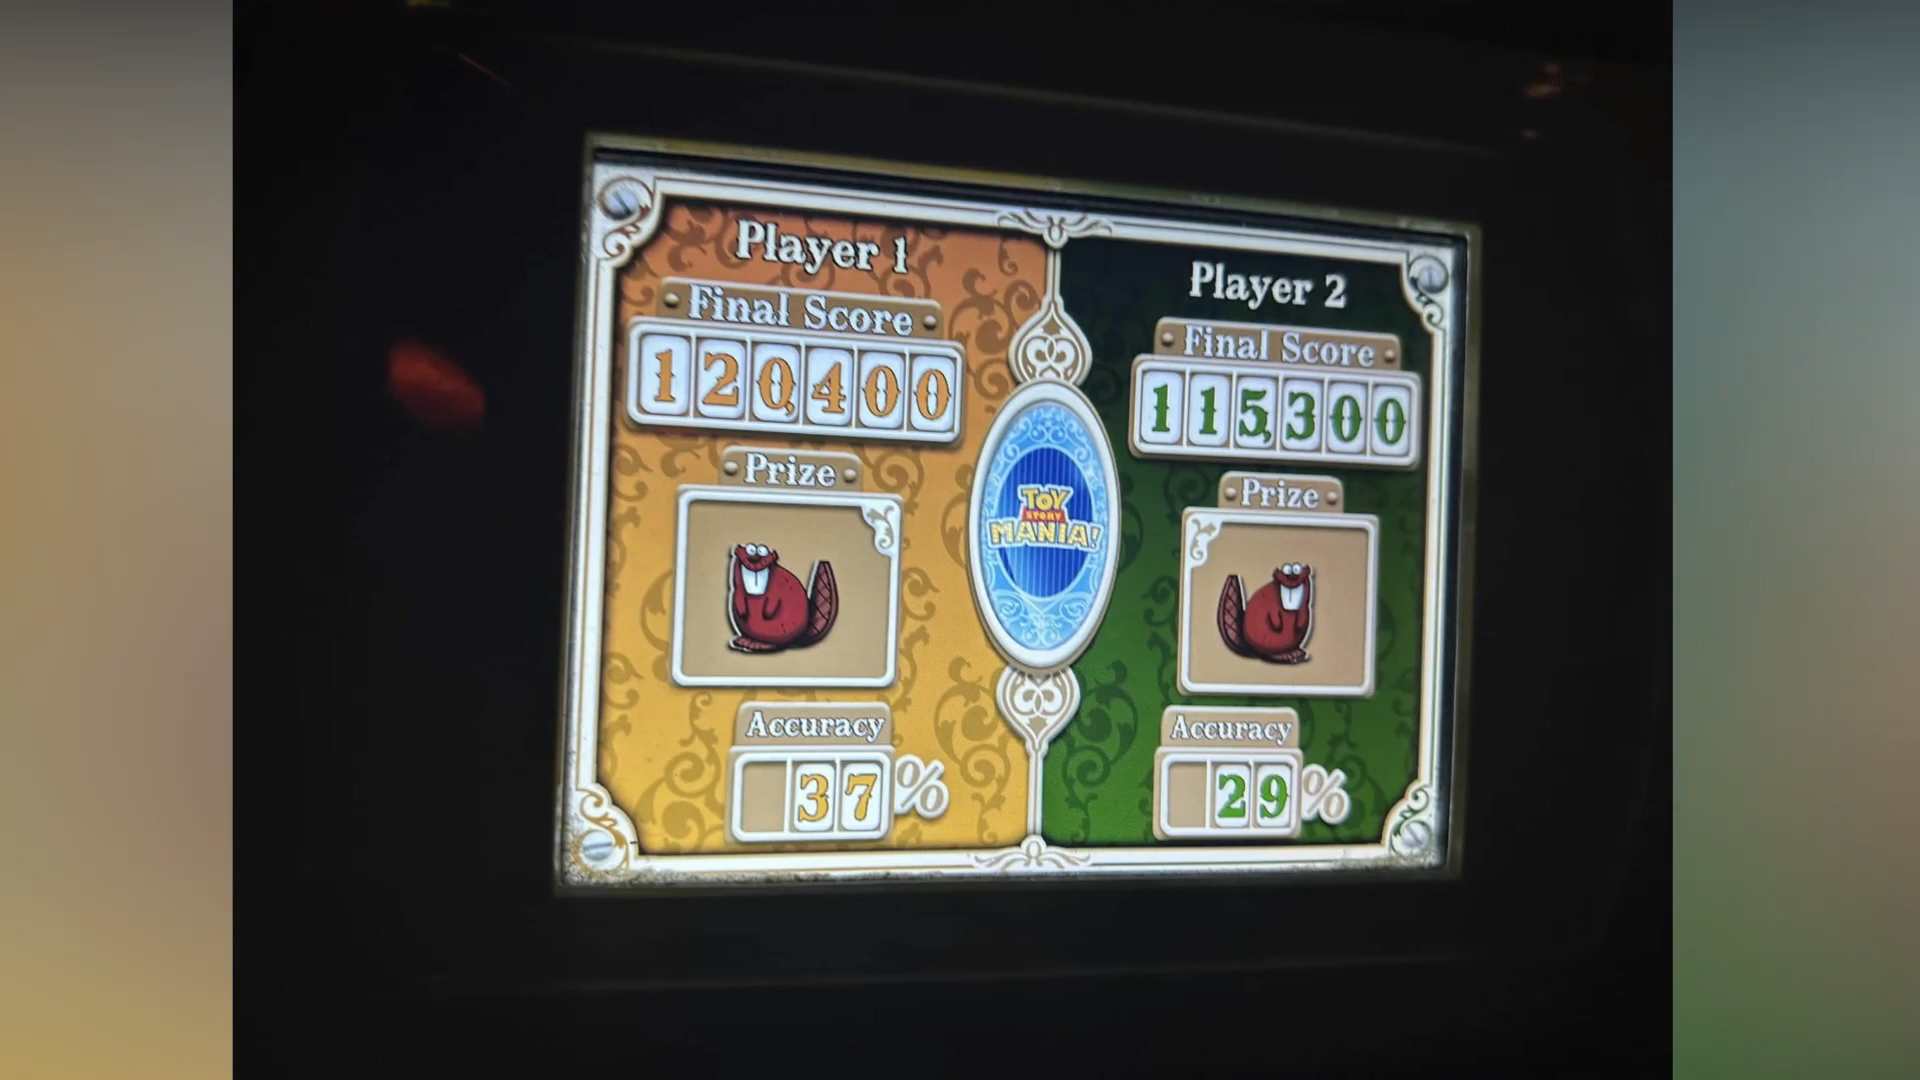 Player 1
Final Score
120,400
Prize
Accuracy
37%
TOY
STORY
MANIA!
Player 2
Final Score
115,300
Prize
Accuracy
29%